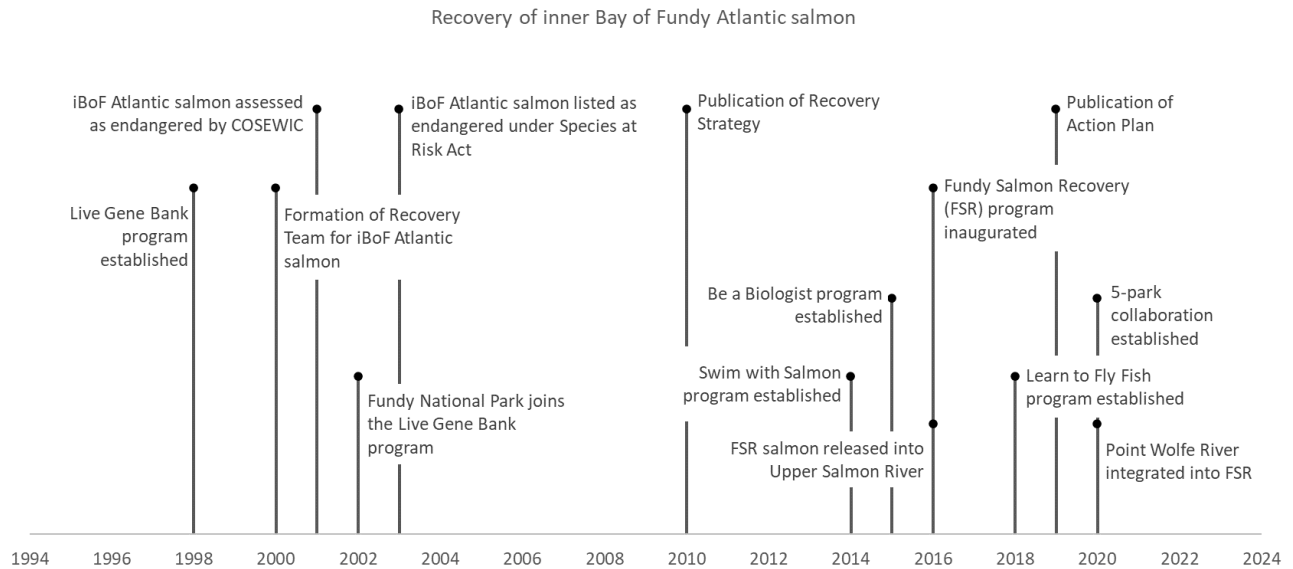 Recovery of inner Bay of Fundy Atlantic salmon
iBoF Atlantic salmon assessed
as endangered by COSEWIC
iBoF Atlantic salmon listed as
endangered under Species at
Risk Act
Publication of Recovery
Strategy
Publication of
Action Plan
Live Gene Bank
program
established
Formation of Recovery
Team for iBoF Atlantic
salmon
Fundy Salmon Recovery
(FSR) program
inaugurated
Be a Biologist program
established
5-park
collaboration
established
Fundy National Park joins
the Live Gene Bank
program
Swim with Salmon
program established
Learn to Fly Fish
program established
FSR salmon released into
Upper Salmon River
Point Wolfe River
integrated into FSR
1994 1996 1998 2000 2002 2004 2006 2008 2010 2012 2014 2016 2018 2020 2022 2024